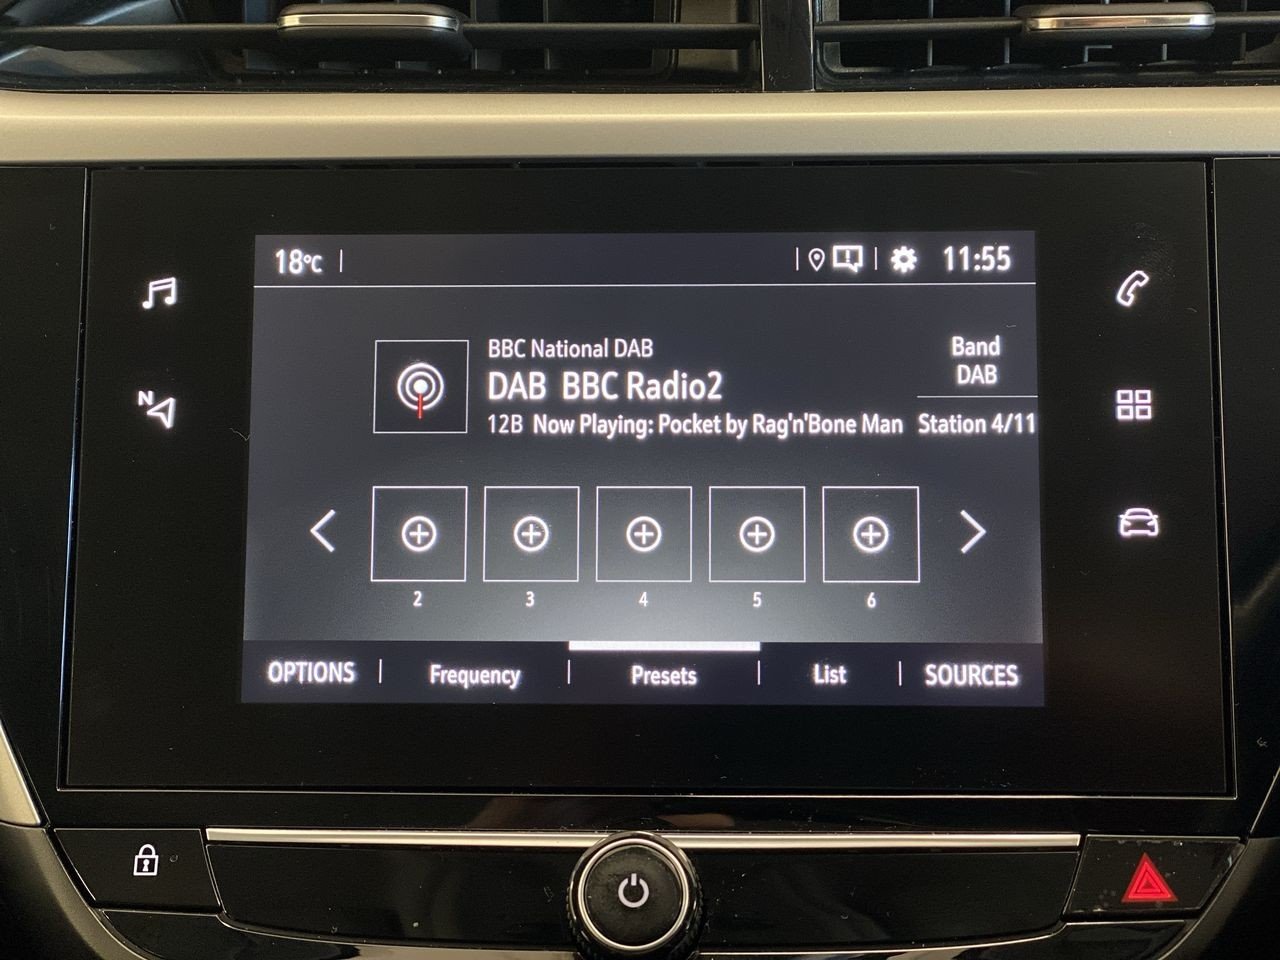 18°C
11:55
BBC National DAB
DAB BBC Radio2
12B Now Playing: Pocket by Rag'n'Bone Man
Band
DAB
Station 4/11
N
2 3 4 5 6
OPTIONS Frequency Presets List SOURCES